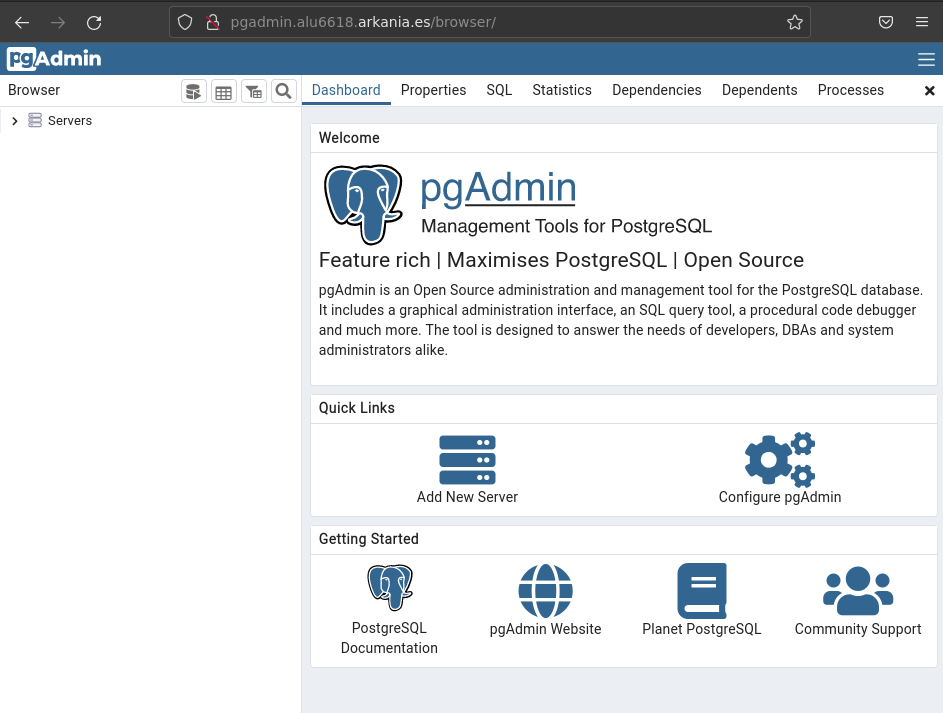 pgadmin.alu6618.arkania.es/browser/
pgAdmin
Browser
Dashboard Properties SQL Statistics Dependencies Dependents Processes
Servers
Welcome
pgAdmin
Management Tools for PostgreSQL
Feature rich | Maximises PostgreSQL | Open Source
pgAdmin is an Open Source administration and management tool for the PostgreSQL database.
It includes a graphical administration interface, an SQL query tool, a procedural code debugger
and much more. The tool is designed to answer the needs of developers, DBAs and system
administrators alike.
Quick Links
Add New Server
Configure pgAdmin
Getting Started
PostgreSQL
Documentation
pgAdmin Website
Planet PostgreSQL
Community Support